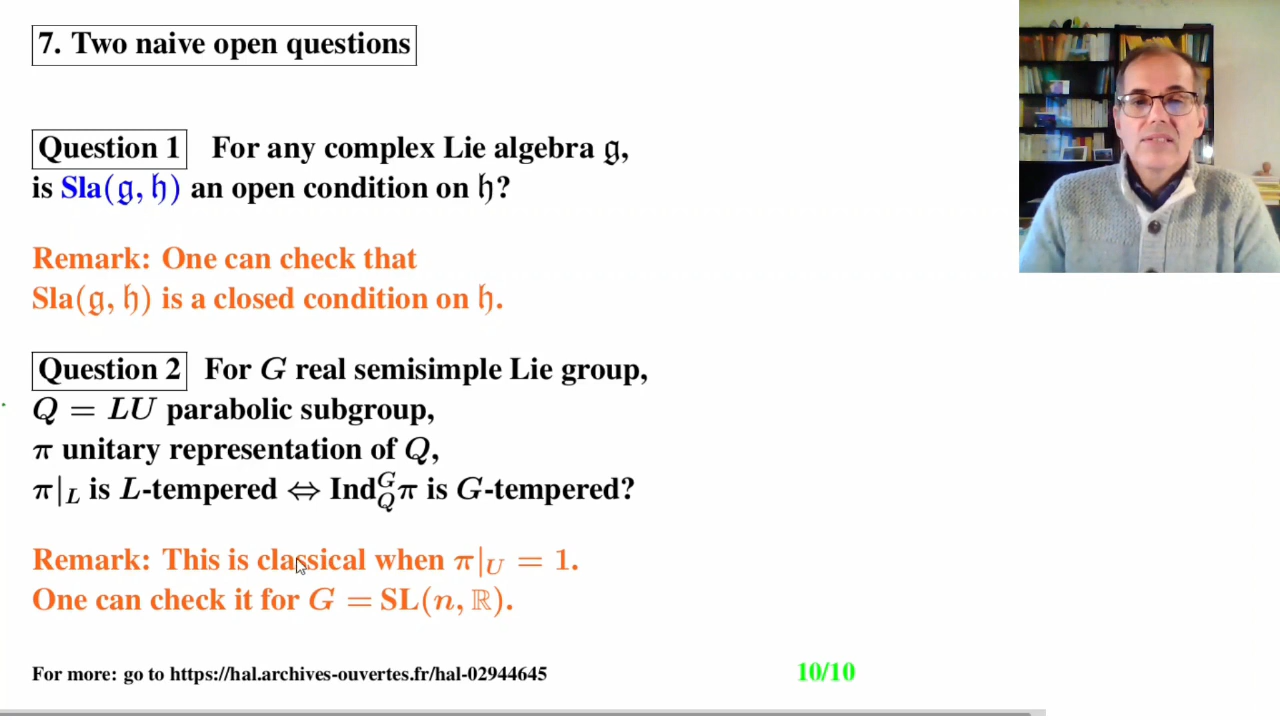 7. Two naive open questions
Question 1 For any complex Lie algebra 𝔤,
is Sla(𝔤, 𝔥) an open condition on 𝔥?
Remark: One can check that
Sla(𝔤, 𝔥) is a closed condition on 𝔥.
Question 2 For G real semisimple Lie group,
Q = LU parabolic subgroup,
π unitary representation of Q,
π|_L is L-tempered ⇔ Ind_Q^G π is G-tempered?
Remark: This is classical when π|_U = 1.
One can check it for G = SL(n, ℝ).
For more: go to https://hal.archives-ouvertes.fr/hal-02944645
10/10